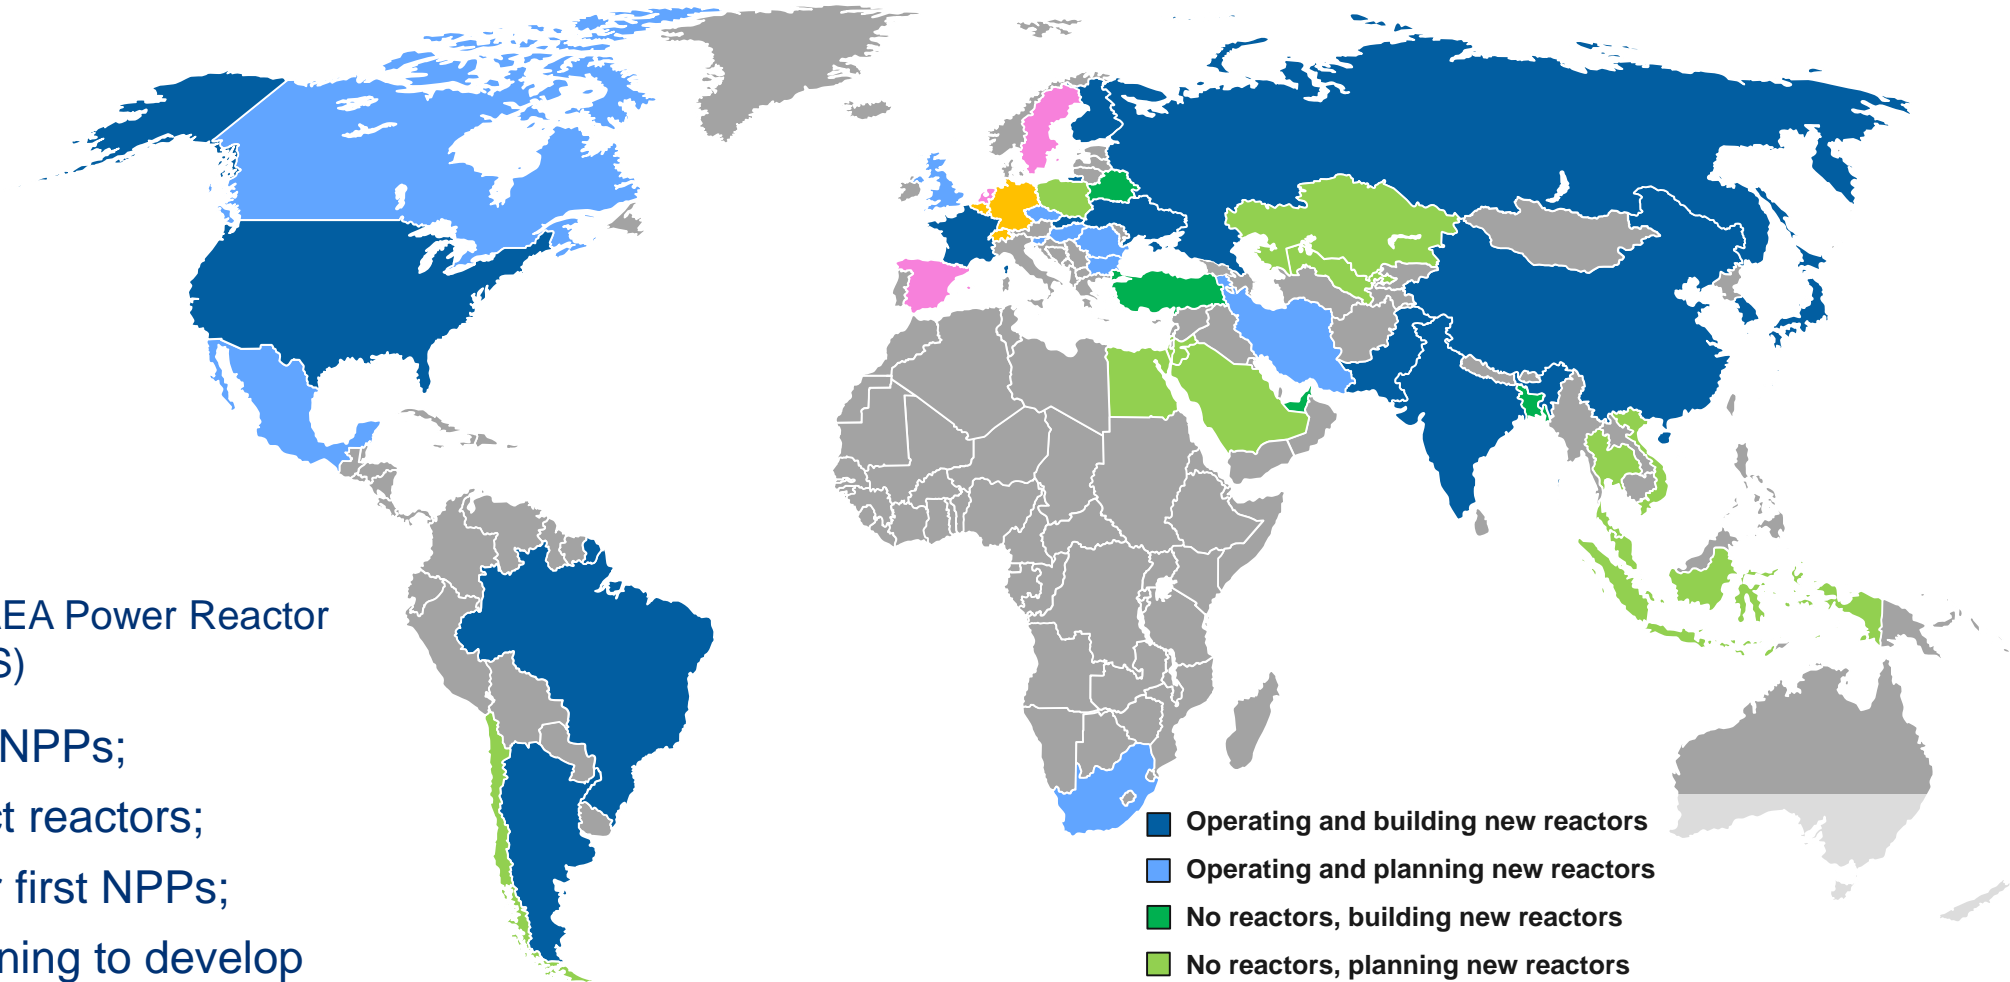 EA Power Reactor
S)
NPPs;
ct reactors;
r first NPPs;
ning to develop
Operating and building new reactors
Operating and planning new reactors
No reactors, building new reactors
No reactors, planning new reactors